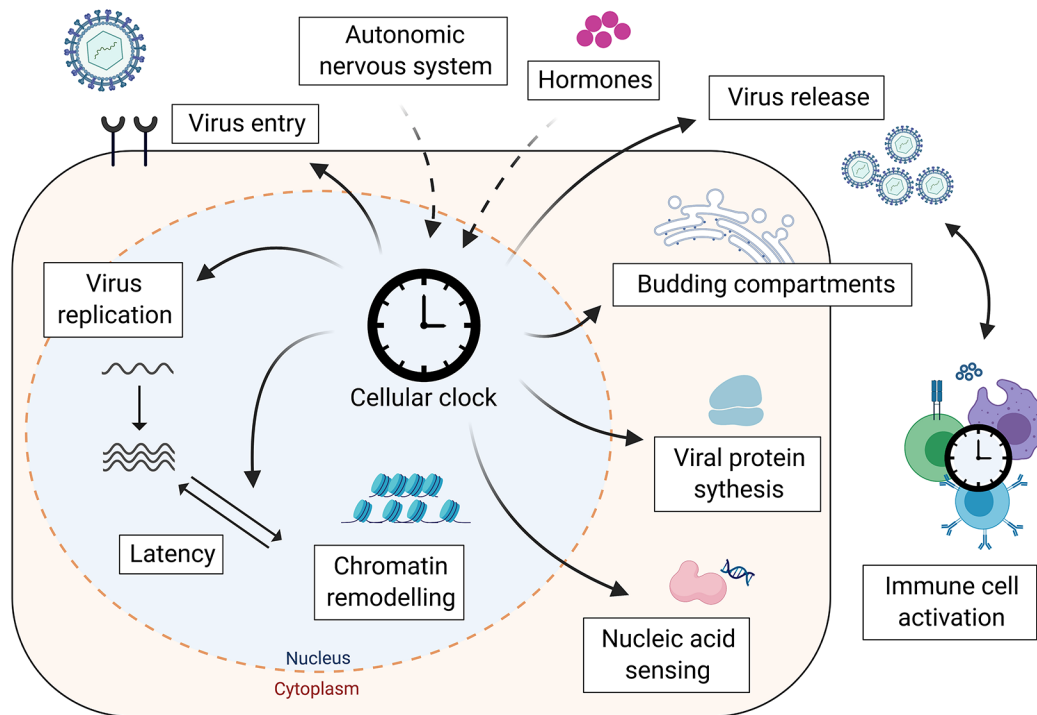 Autonomic
nervous system
Hormones
Virus release
Virus entry
Virus
replication
Budding compartments
Cellular clock
Viral protein
sythesis
Latency
Chromatin
remodelling
Immune cell
activation
Nucleic acid
sensing
Nucleus
Cytoplasm